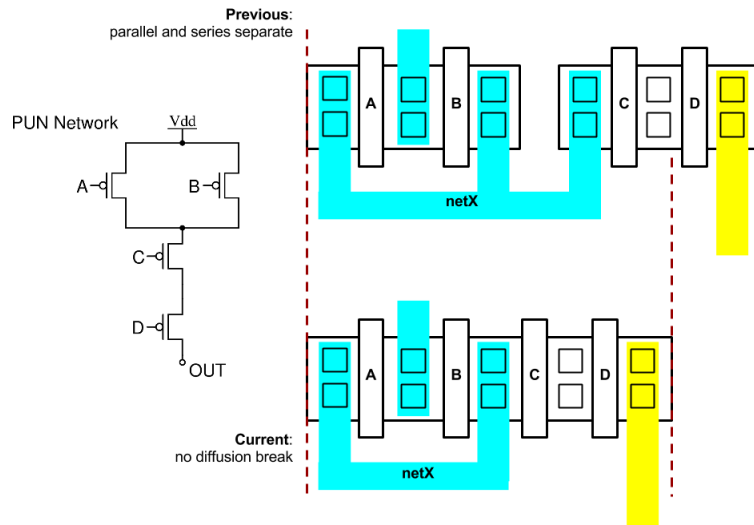 Previous:
parallel and series separate
A
B
C
D
netX
PUN Network
Vdd
A
B
C
D
OUT
A
B
C
D
Current:
no diffusion break
netX